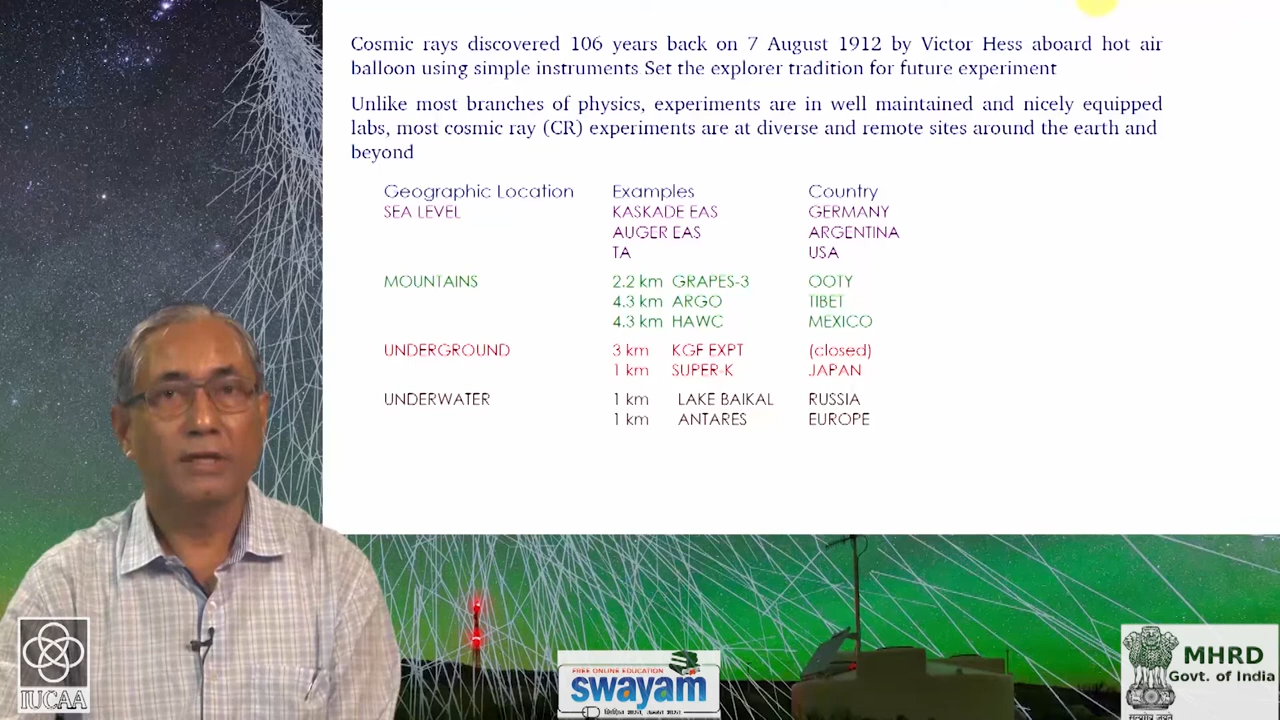 Cosmic rays discovered 106 years back on 7 August 1912 by Victor Hess aboard hot air
balloon using simple instruments Set the explorer tradition for future experiment
Unlike most branches of physics, experiments are in well maintained and nicely equipped
labs, most cosmic ray (CR) experiments are at diverse and remote sites around the earth and
beyond
Geographic Location Examples Country
SEA LEVEL KASKADE EAS GERMANY
AUGER EAS ARGENTINA
TA USA
MOUNTAINS 2.2 km GRAPES-3 OOTY
4.3 km ARGO TIBET
4.3 km HAWC MEXICO
UNDERGROUND 3 km KGF EXPT (closed)
1 km SUPER-K JAPAN
UNDERWATER 1 km LAKE BAIKAL RUSSIA
1 km ANTARES EUROPE
IUCAA
FREE ONLINE EDUCATION
swayam
MHRD
Govt. of India